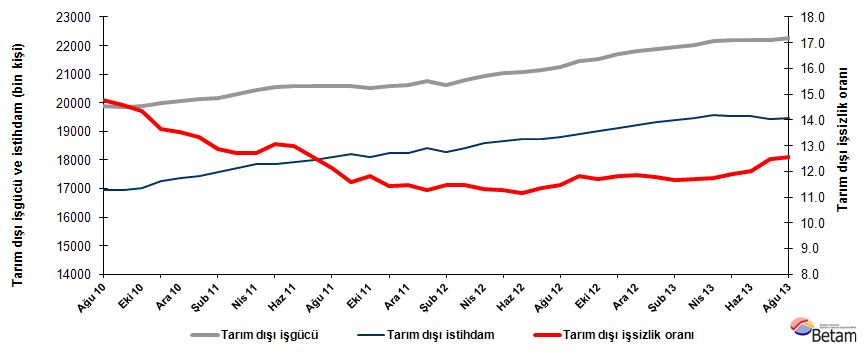 Tarım dışı işgücü ve istihdam (bin kişi)
23000
22000
21000
20000
19000
18000
17000
16000
15000
14000
18.0
17.0
16.0
15.0
14.0
13.0
12.0
11.0
10.0
9.0
8.0
Tarım dışı işsizlik oranı
Ağu 10
Eki 10
Ara 10
Şub 11
Nis 11
Haz 11
Ağu 11
Eki 11
Ara 11
Şub 12
Nis 12
Haz 12
Ağu 12
Eki 12
Ara 12
Şub 13
Nis 13
Haz 13
Ağu 13
Tarım dışı işgücü
Tarım dışı istihdam
Tarım dışı işsizlik oranı
Betam